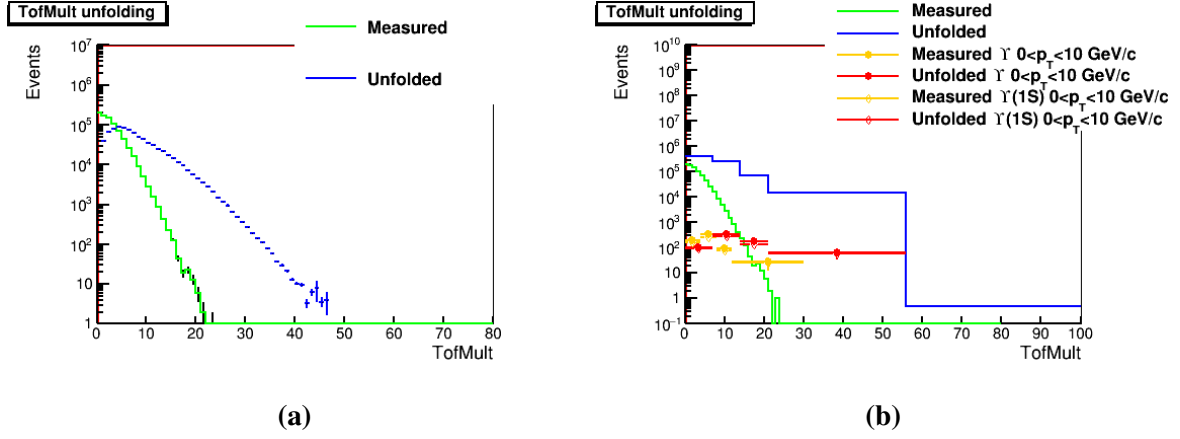 TofMult unfolding
Measured
Unfolded
Events
10^7
10^6
10^5
10^4
10^3
10^2
10
1
0 10 20 30 40 50 60 70 80
TofMult
(a)
TofMult unfolding
Measured
Unfolded
Measured ϒ 0<p_T<10 GeV/c
Unfolded ϒ 0<p_T<10 GeV/c
Measured ϒ(1S) 0<p_T<10 GeV/c
Unfolded ϒ(1S) 0<p_T<10 GeV/c
Events
10^10
10^9
10^8
10^7
10^6
10^5
10^4
10^3
10^2
10
1
10^−1
0 10 20 30 40 50 60 70 80 90 100
TofMult
(b)